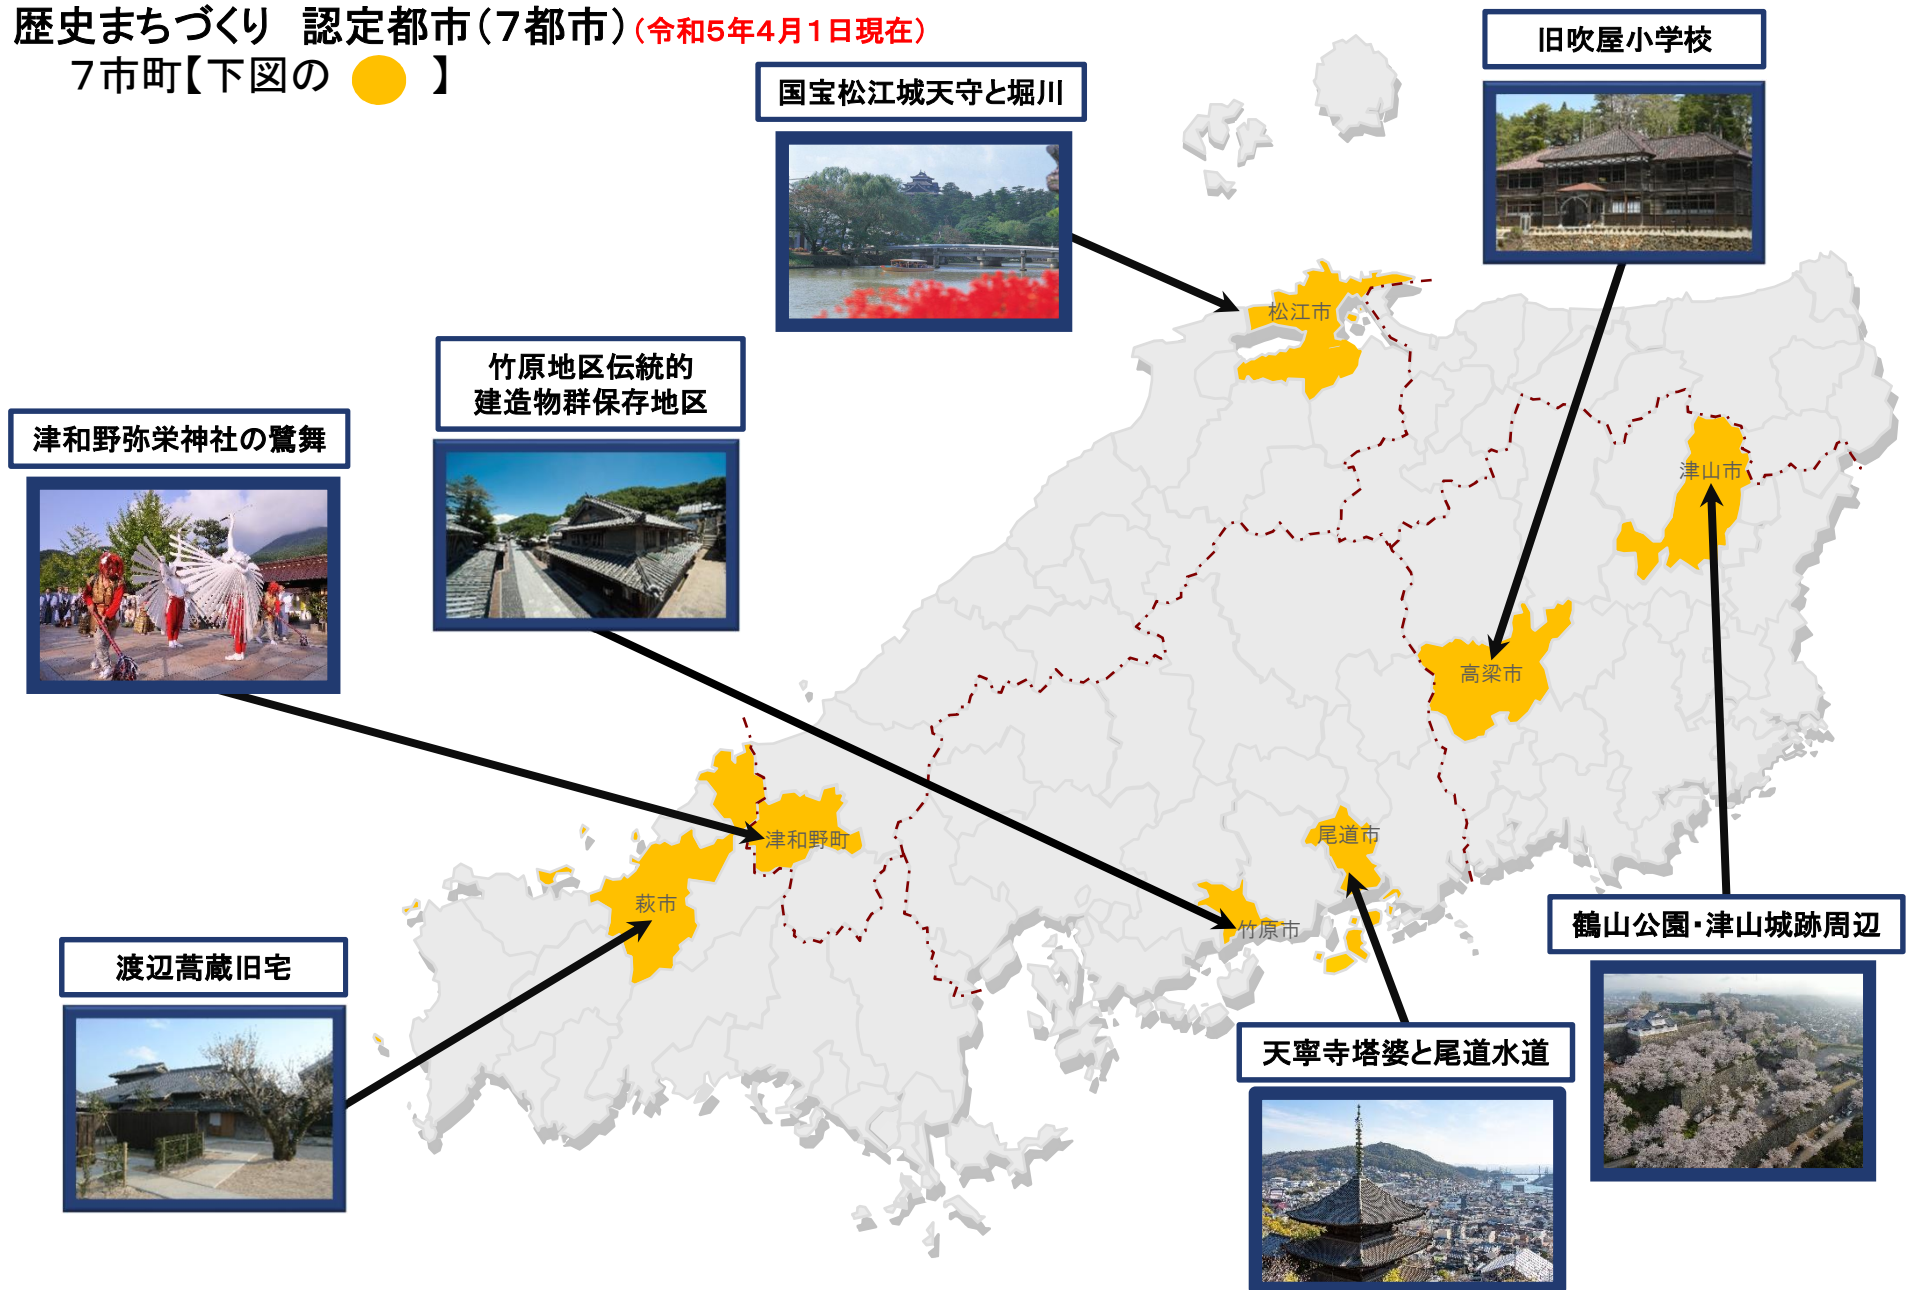 歴史まちづくり 認定都市（７都市）（令和５年４月１日現在）
７市町【下図の 】
旧吹屋小学校
国宝松江城天守と堀川
竹原地区伝統的
建造物群保存地区
津和野弥栄神社の鷺舞
松江市
津山市
高梁市
津和野町
尾道市
萩市
竹原市
渡辺蒿蔵旧宅
鶴山公園・津山城跡周辺
天寧寺塔婆と尾道水道